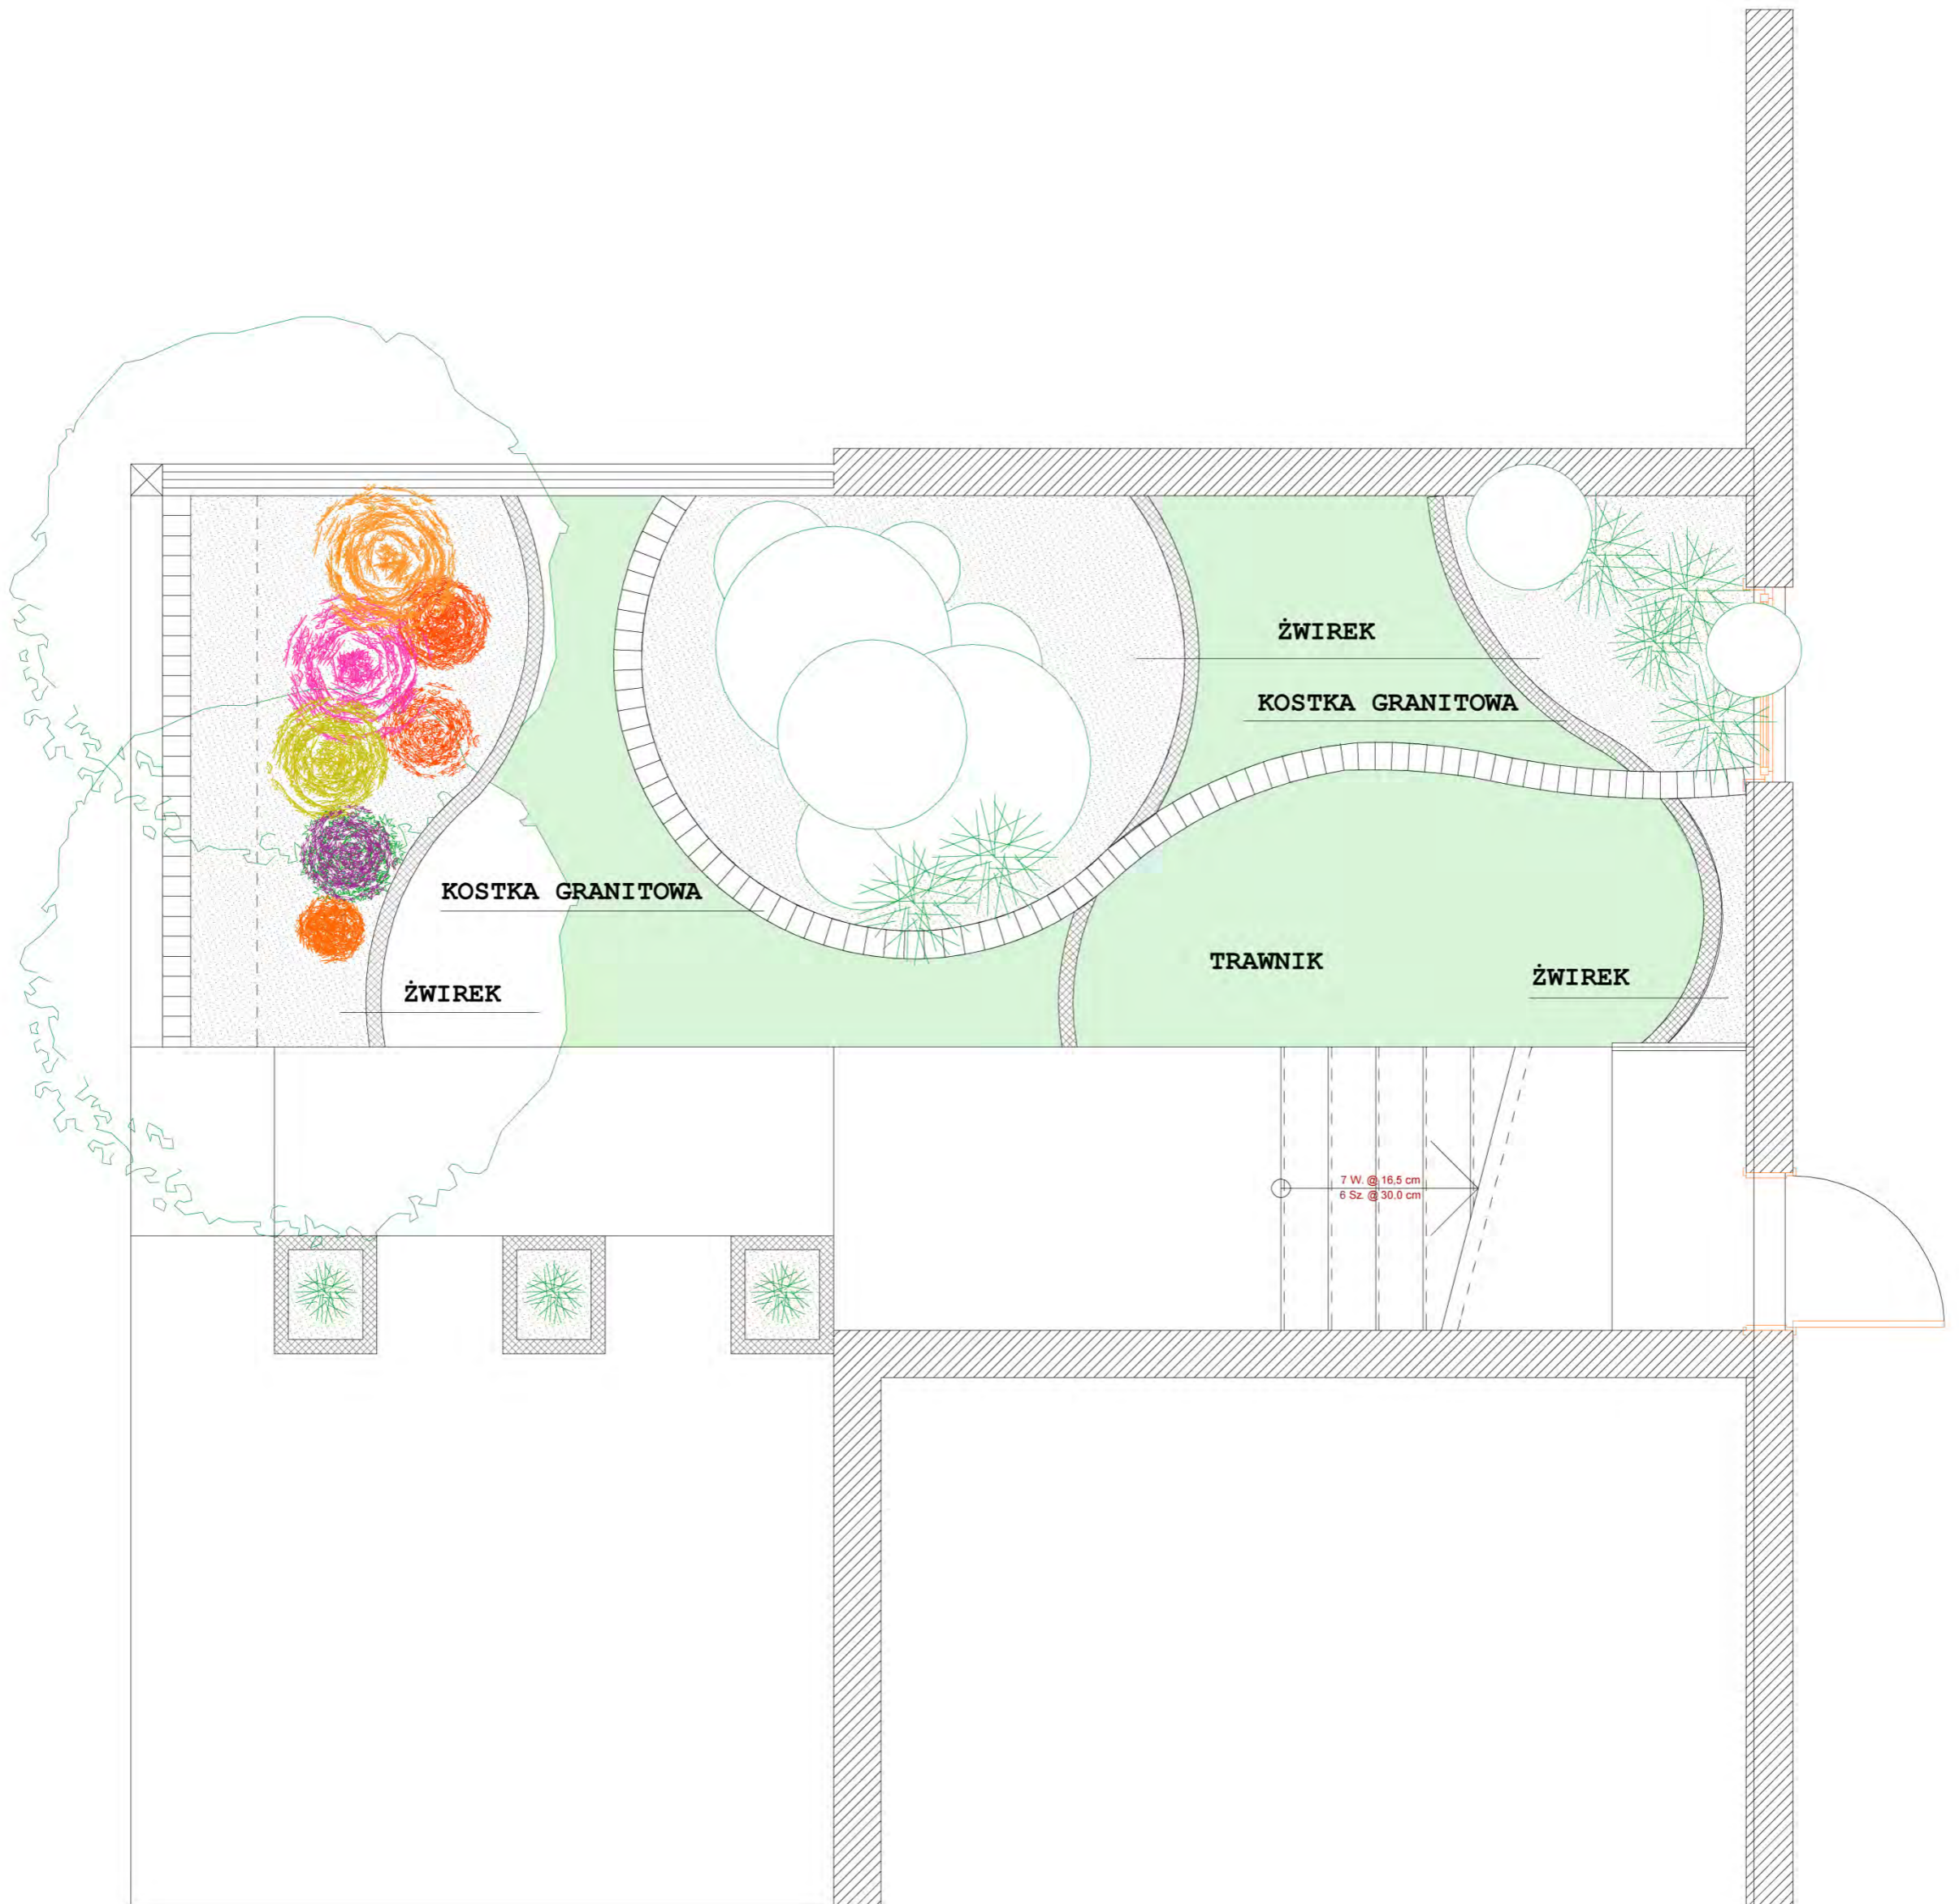 ŻWIREK
KOSTKA GRANITOWA
KOSTKA GRANITOWA
TRAWNIK
ŻWIREK
ŻWIREK
7 W. @ 16,5 cm
6 Sz. @ 30,0 cm